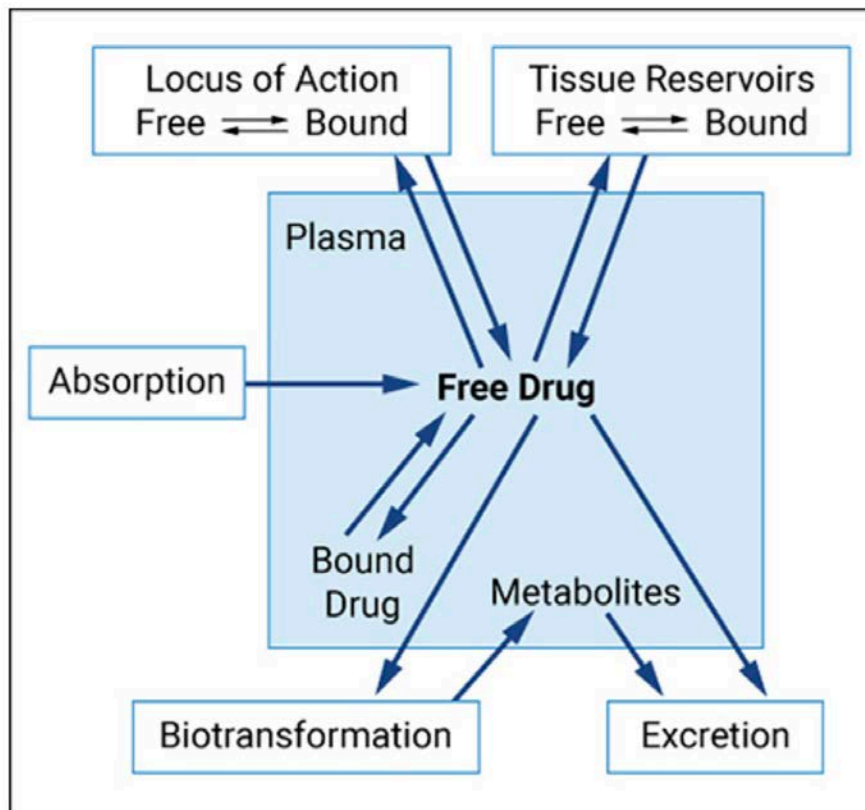 Locus of Action
Free Bound
Tissue Reservoirs
Free Bound
Plasma
Absorption
Free Drug
Bound
Drug
Metabolites
Biotransformation
Excretion